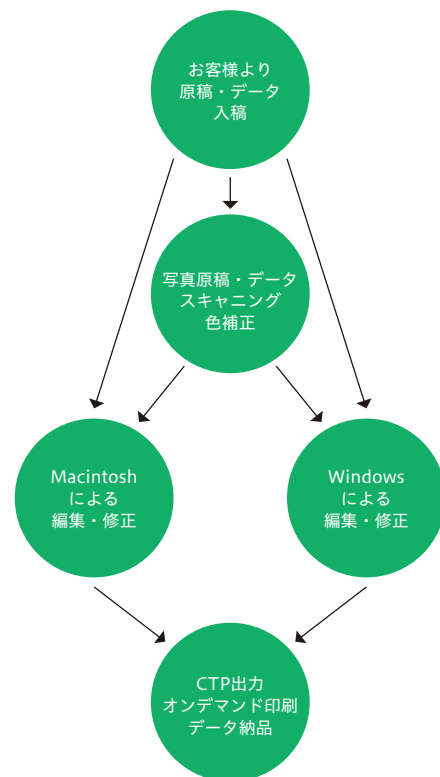 お客様より
原稿・データ
入稿
写真原稿・データ
スキャニング
色補正
Macintosh
による
編集・修正
Windows
による
編集・修正
CTP出力
オンデマンド印刷
データ納品